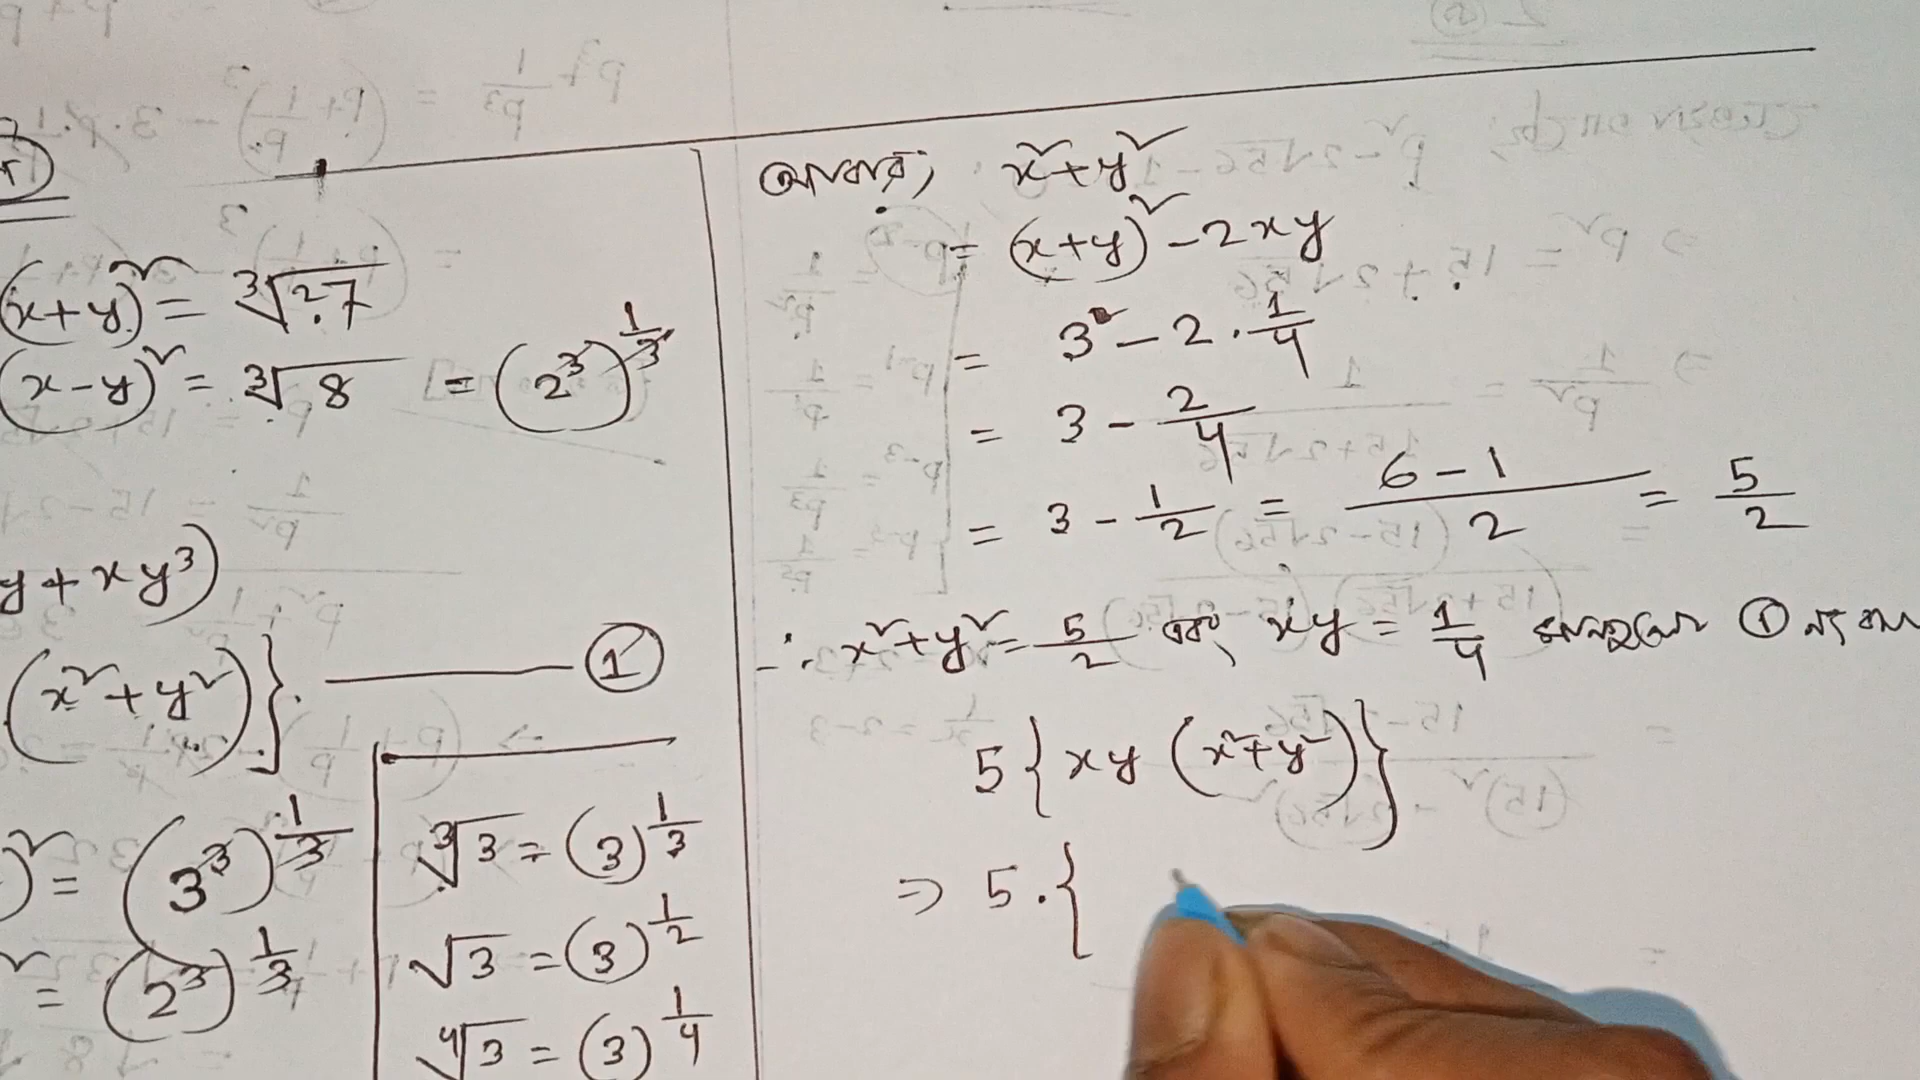 (x+y)² = ∛27
(x-y)² = ∛8 = (2³)^(1/3)
y+xy³)
(x²+y²)}. ——— ①
)² = (3³)^(1/3)
² = (2³)^(1/3)
∛3 = (3)^(1/3)
√3 = (3)^(1/2)
∜3 = (3)^(1/4)
আবার, x²+y²
= (x+y)² - 2xy
= 3 - 2 . 1/4
= 3 - 2/4
= 3 - 1/2 = (6-1)/2 = 5/2
∴ x²+y² = 5/2 এবং xy = 1/4 ① নং
5{xy(x²+y²)}
⇒ 5.{